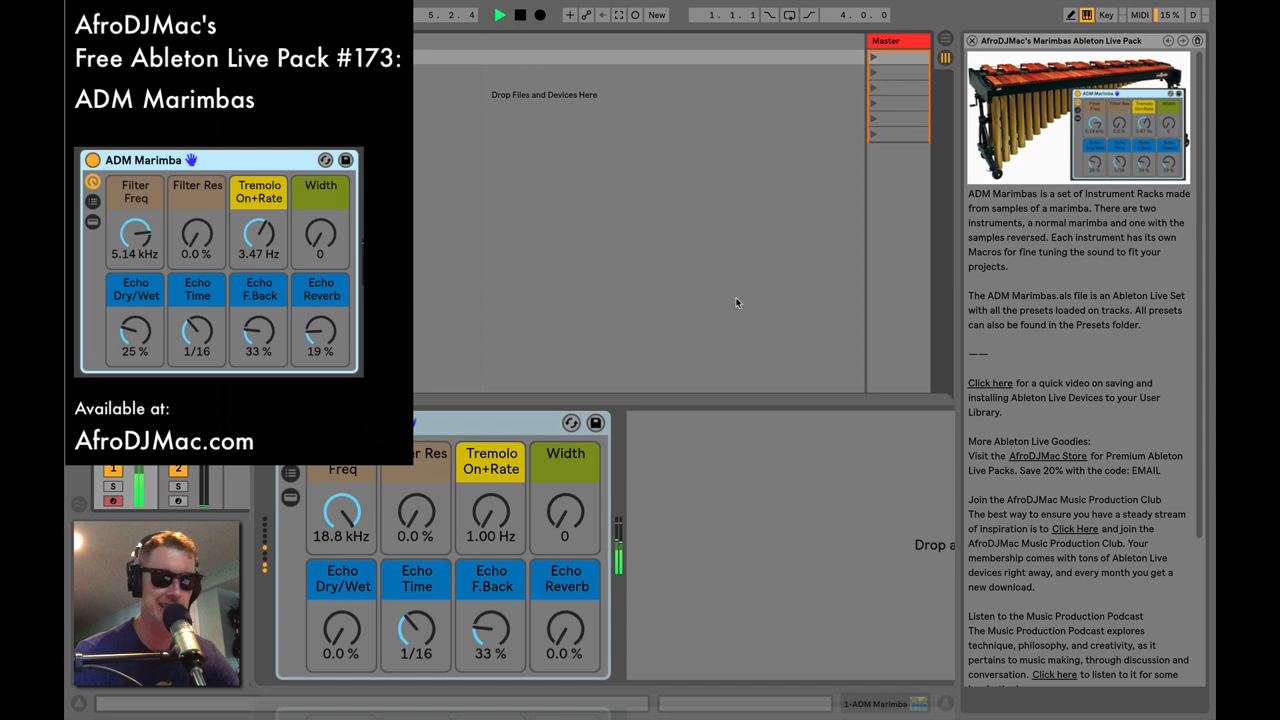 AfroDJMac's
Free Ableton Live Pack #173:
ADM Marimbas
ADM Marimba
Filter Freq
Filter Res
Tremolo On+Rate
Width
5.14 kHz
0.0 %
3.47 Hz
0
Echo Dry/Wet
Echo Time
Echo F.Back
Echo Reverb
25 %
1/16
33 %
19 %
Available at:
AfroDJMac.com
5. 2. 4
New
1. 1. 1
4. 0. 0
Key
MIDI
15 %
D
Drop Files and Devices Here
Master
1
2
S
S
er Res
Freq
Tremolo On+Rate
Width
18.8 kHz
0.0 %
1.00 Hz
0
Echo Dry/Wet
Echo Time
Echo F.Back
Echo Reverb
0.0 %
1/16
33 %
0.0 %
Drop a
1-ADM Marimba
AfroDJMac's Marimbas Ableton Live Pack
ADM Marimbas is a set of Instrument Racks made
from samples of a marimba. There are two
instruments, a normal marimba and one with the
samples reversed. Each instrument has its own
Macros for fine tuning the sound to fit your
projects.
The ADM Marimbas.als file is an Ableton Live Set
with all the presets loaded on tracks. All presets
can also be found in the Presets folder.
——
Click here for a quick video on saving and
installing Ableton Live Devices to your User
Library.
More Ableton Live Goodies:
Visit the AfroDJMac Store for Premium Ableton
Live Packs. Save 20% with the code: EMAIL
Join the AfroDJMac Music Production Club
The best way to ensure you have a steady stream
of inspiration is to Click Here and join the
AfroDJMac Music Production Club. Your
membership comes with tons of Ableton Live
devices right away, and every month you get a
new download.
Listen to the Music Production Podcast
The Music Production Podcast explores
technique, philosophy, and creativity, as it
pertains to music making, through discussion and
conversation. Click here to listen to it for some